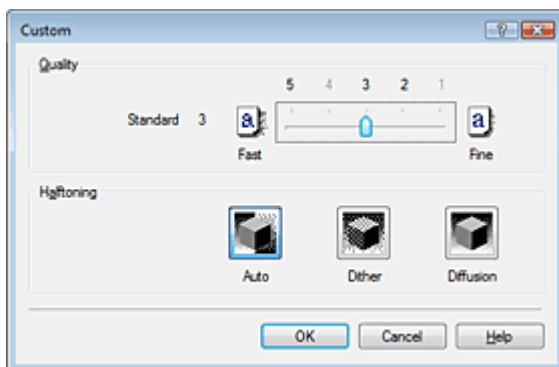 Custom
Quality
5 4 3 2 1
Standard 3
a a
Fast Fine
Halftoning
Auto Dither Diffusion
OK Cancel Help